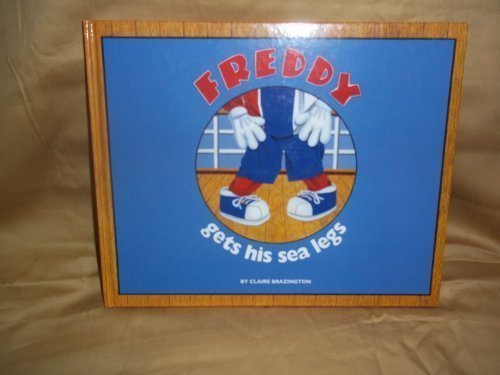 FREDDY
gets his sea legs
BY CLAIRE BRAZINGTON